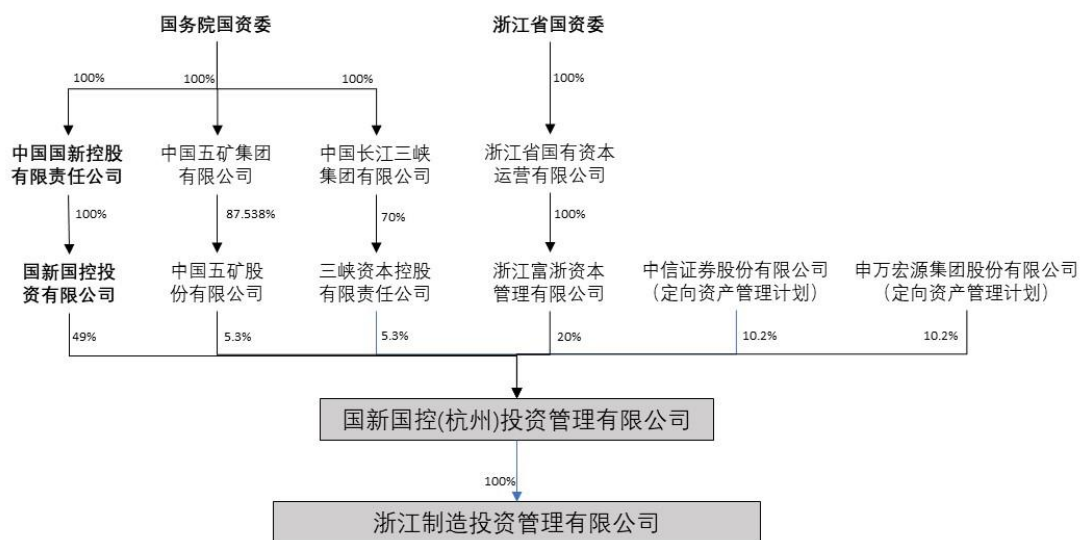 国务院国资委
浙江省国资委
100%
100%
100%
100%
中国国新控股
有限责任公司
中国五矿集团
有限公司
中国长江三峡
集团有限公司
浙江省国有资本
运营有限公司
100%
87.538%
70%
100%
国新国控投
资有限公司
中国五矿股
份有限公司
三峡资本控股
有限责任公司
浙江富浙资本
管理有限公司
中信证券股份有限公司
（定向资产管理计划）
申万宏源集团股份有限公司
（定向资产管理计划）
49%
5.3%
5.3%
20%
10.2%
10.2%
国新国控(杭州)投资管理有限公司
100%
浙江制造投资管理有限公司